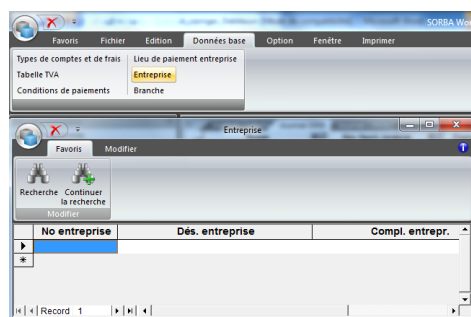 SORBA Wor
Favoris Fichier Edition Données base Option Fenêtre Imprimer
Types de comptes et de frais Lieu de paiement entreprise
Tabelle TVA Entreprise
Conditions de paiements Branche
Entreprise
Favoris Modifier
Recherche Continuer
la recherche
Modifier
No entreprise Dés. entreprise Compl. entrepr.
Record 1